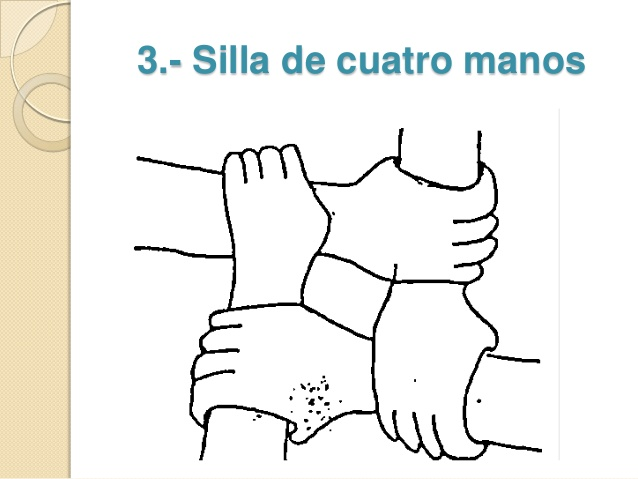 3.- Silla de cuatro manos